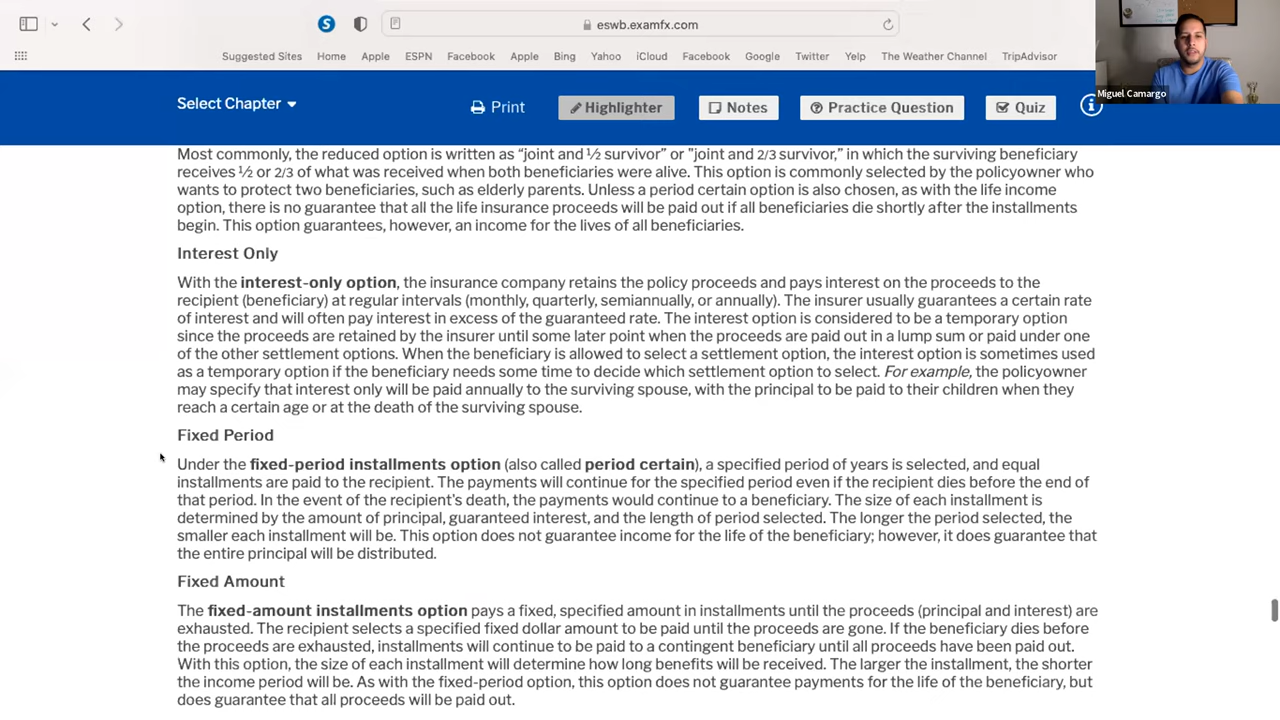 eswb.examfx.com
Suggested Sites Home Apple ESPN Facebook Apple Bing Yahoo iCloud Facebook Google Twitter Yelp The Weather Channel TripAdvisor
Miguel Camargo
Select Chapter Print Highlighter Notes Practice Question Quiz
Most commonly, the reduced option is written as “joint and ½ survivor” or "joint and 2/3 survivor,” in which the surviving beneficiary
receives ½ or 2/3 of what was received when both beneficiaries were alive. This option is commonly selected by the policyowner who
wants to protect two beneficiaries, such as elderly parents. Unless a period certain option is also chosen, as with the life income
option, there is no guarantee that all the life insurance proceeds will be paid out if all beneficiaries die shortly after the installments
begin. This option guarantees, however, an income for the lives of all beneficiaries.
Interest Only
With the interest-only option, the insurance company retains the policy proceeds and pays interest on the proceeds to the
recipient (beneficiary) at regular intervals (monthly, quarterly, semiannually, or annually). The insurer usually guarantees a certain rate
of interest and will often pay interest in excess of the guaranteed rate. The interest option is considered to be a temporary option
since the proceeds are retained by the insurer until some later point when the proceeds are paid out in a lump sum or paid under one
of the other settlement options. When the beneficiary is allowed to select a settlement option, the interest option is sometimes used
as a temporary option if the beneficiary needs some time to decide which settlement option to select. For example, the policyowner
may specify that interest only will be paid annually to the surviving spouse, with the principal to be paid to their children when they
reach a certain age or at the death of the surviving spouse.
Fixed Period
Under the fixed-period installments option (also called period certain), a specified period of years is selected, and equal
installments are paid to the recipient. The payments will continue for the specified period even if the recipient dies before the end of
that period. In the event of the recipient's death, the payments would continue to a beneficiary. The size of each installment is
determined by the amount of principal, guaranteed interest, and the length of period selected. The longer the period selected, the
smaller each installment will be. This option does not guarantee income for the life of the beneficiary; however, it does guarantee that
the entire principal will be distributed.
Fixed Amount
The fixed-amount installments option pays a fixed, specified amount in installments until the proceeds (principal and interest) are
exhausted. The recipient selects a specified fixed dollar amount to be paid until the proceeds are gone. If the beneficiary dies before
the proceeds are exhausted, installments will continue to be paid to a contingent beneficiary until all proceeds have been paid out.
With this option, the size of each installment will determine how long benefits will be received. The larger the installment, the shorter
the income period will be. As with the fixed-period option, this option does not guarantee payments for the life of the beneficiary, but
does guarantee that all proceeds will be paid out.